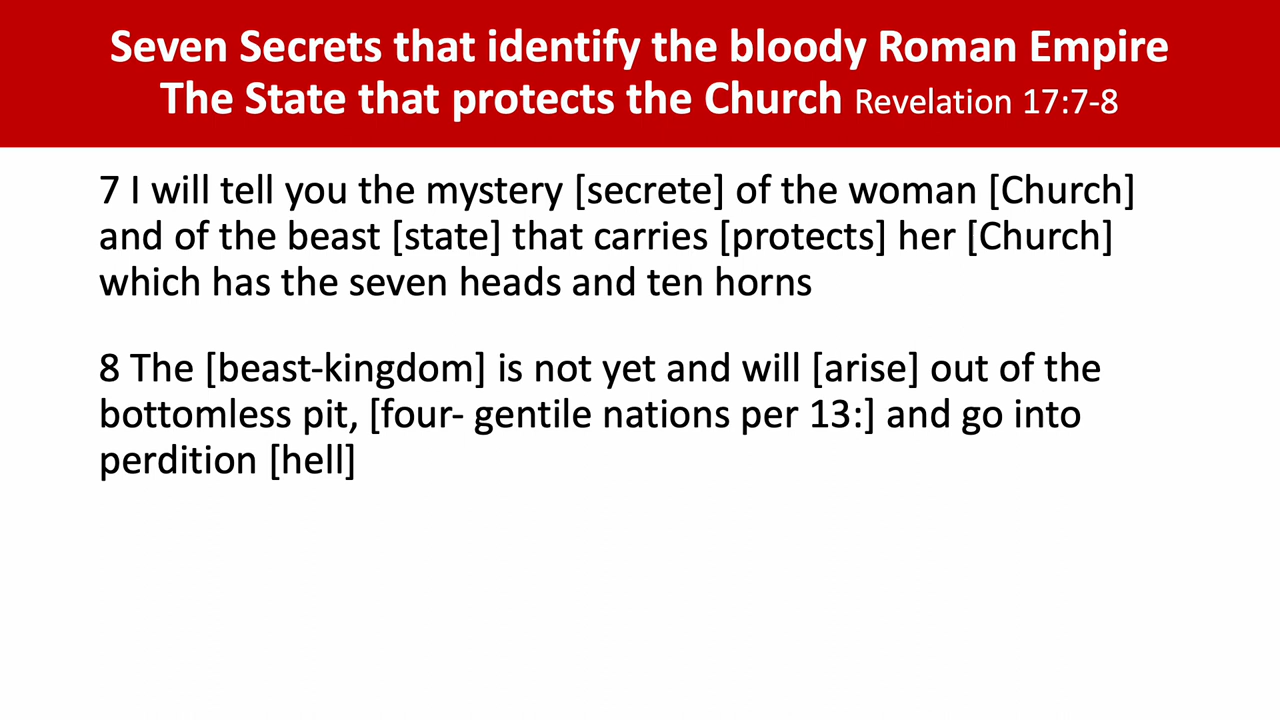 Seven Secrets that identify the bloody Roman Empire
The State that protects the Church Revelation 17:7-8
7 I will tell you the mystery [secrete] of the woman [Church]
and of the beast [state] that carries [protects] her [Church]
which has the seven heads and ten horns
8 The [beast-kingdom] is not yet and will [arise] out of the
bottomless pit, [four- gentile nations per 13:] and go into
perdition [hell]